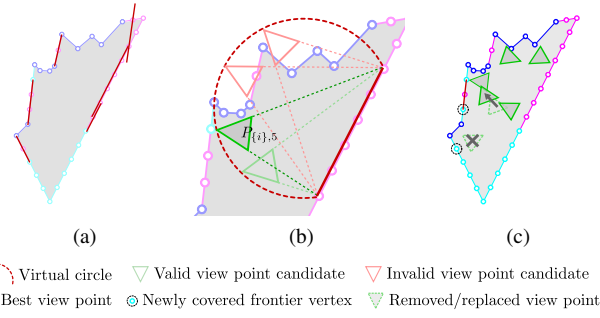 P{i},5
(a) (b) (c)
Virtual circle Valid view point candidate Invalid view point candidate
Best view point Newly covered frontier vertex Removed/replaced view point